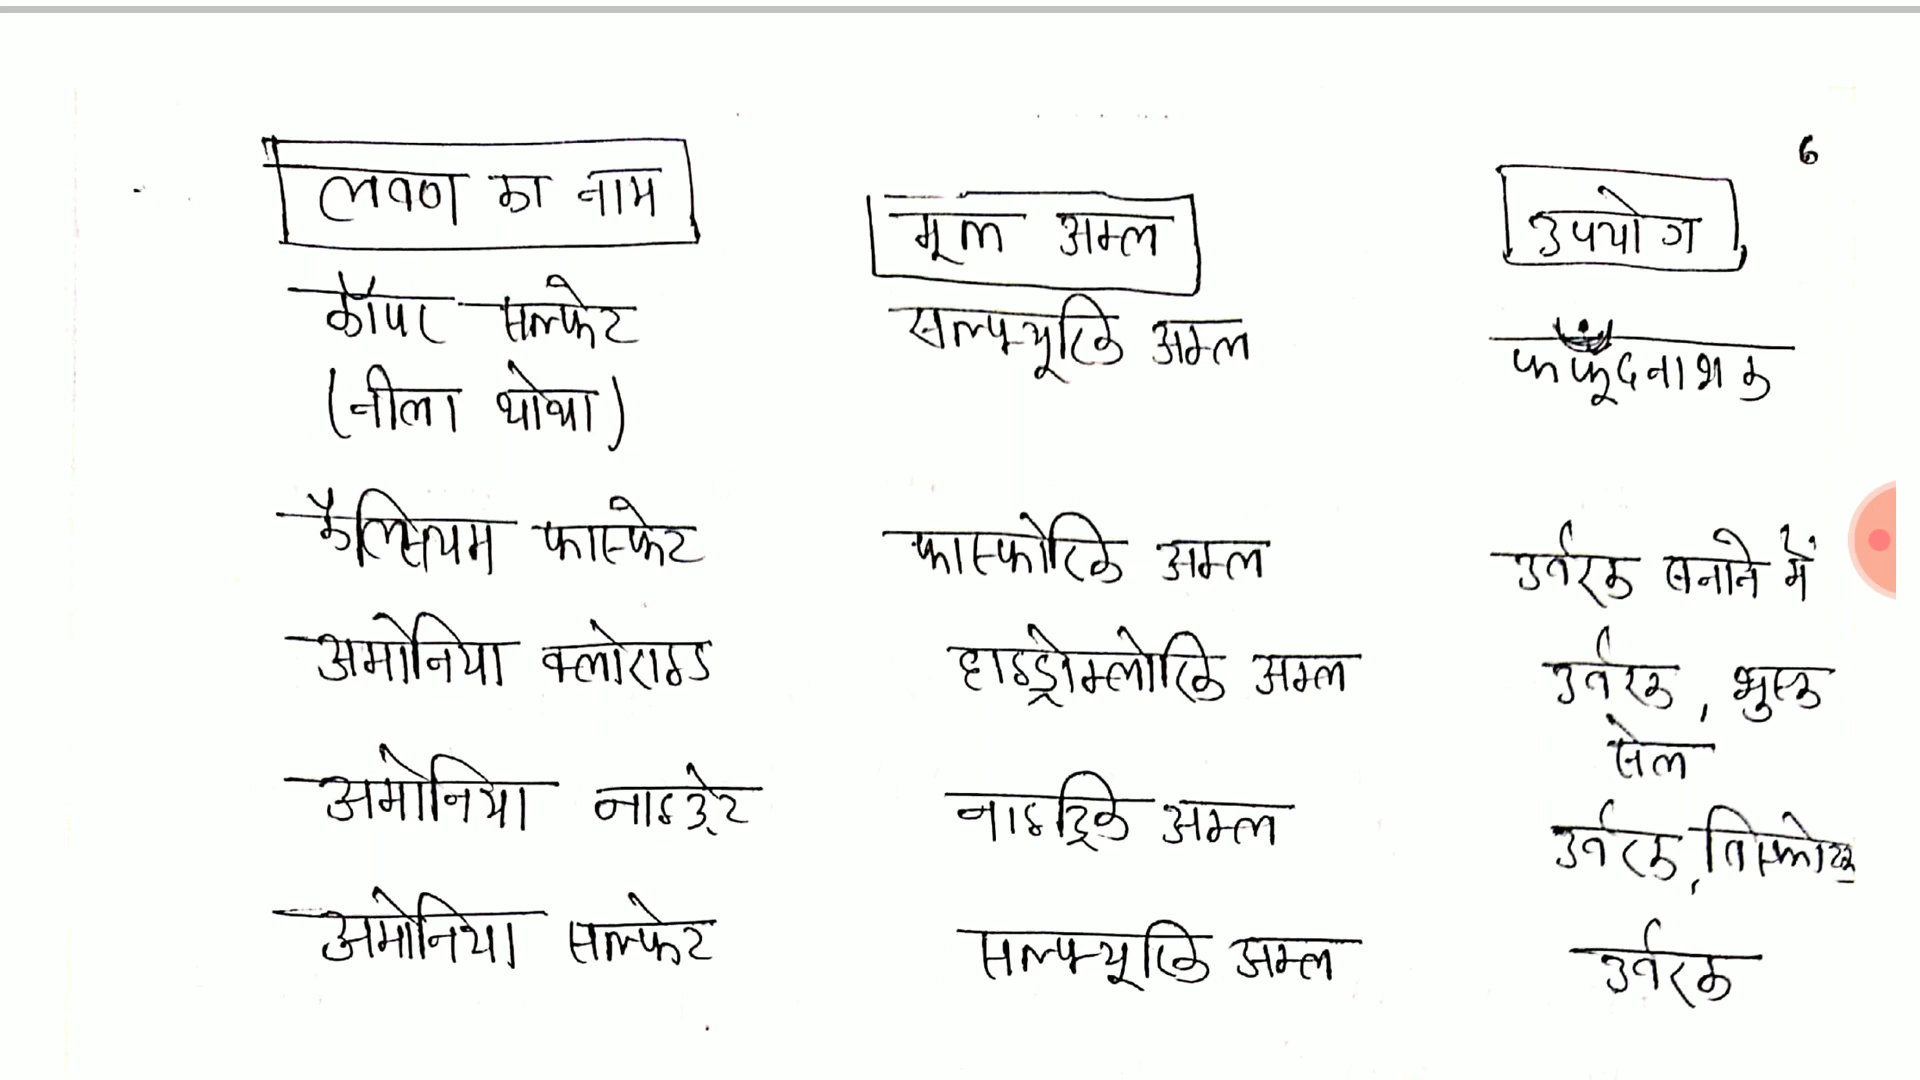 6
लवण का नाम मूल अम्ल उपयोग
कॉपर सल्फेट सल्फ्यूरिक अम्ल फफूंदनाशक
(नीला थोथा)
कैल्सियम फास्फेट फास्फोरिक अम्ल उर्वरक बनाने में
अमोनिया क्लोराइड हाइड्रोक्लोरिक अम्ल उर्वरक, शुष्क
सेल
अमोनिया नाइट्रेट नाइट्रिक अम्ल उर्वरक, विस्फोटक
अमोनिया सल्फेट सल्फ्यूरिक अम्ल उर्वरक